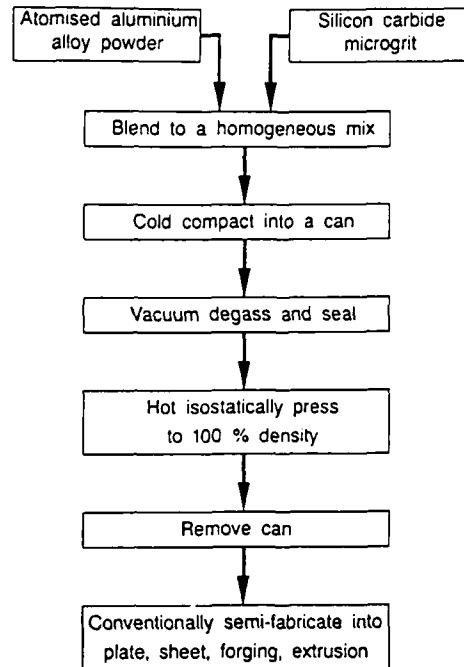 Atomised aluminium
alloy powder
Silicon carbide
microgrit
Blend to a homogeneous mix
Cold compact into a can
Vacuum degass and seal
Hot isostatically press
to 100 % density
Remove can
Conventionally semi-fabricate into
plate, sheet, forging, extrusion